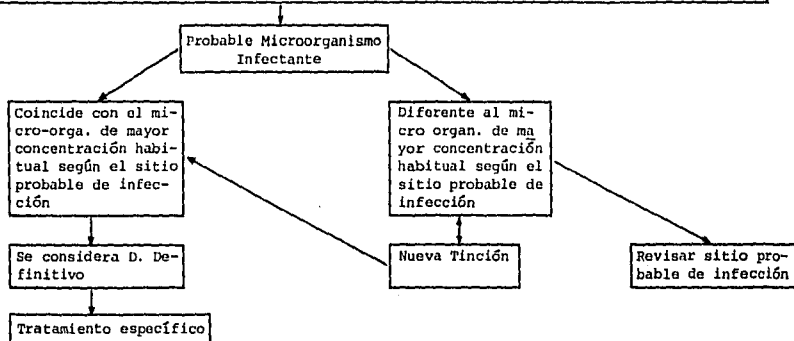 Probable Microorganismo
Infectante
Coincide con el mi-
cro-orga. de mayor
concentración habi-
tual según el sitio
probable de infec-
ción
Diferente al mi-
cro organ. de ma
yor concentración
habitual según el
sitio probable de
infección
Se considera D. De-
finitivo
Nueva Tinción
Revisar sitio pro-
bable de infección
Tratamiento específico